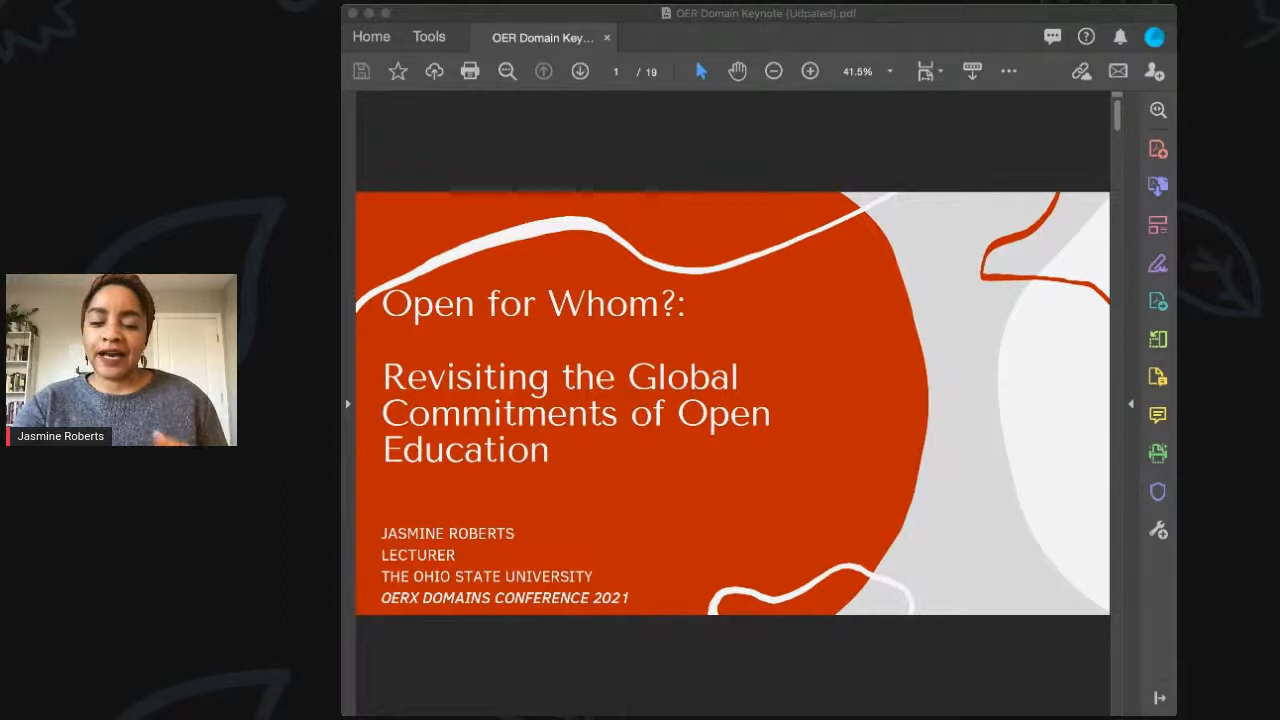 OER Domain Keynote (Udpated).pdf
Home
Tools
OER Domain Key...
1 / 19
41.5%
Open for Whom?:
Revisiting the Global
Commitments of Open
Education
JASMINE ROBERTS
LECTURER
THE OHIO STATE UNIVERSITY
OERX DOMAINS CONFERENCE 2021
Jasmine Roberts